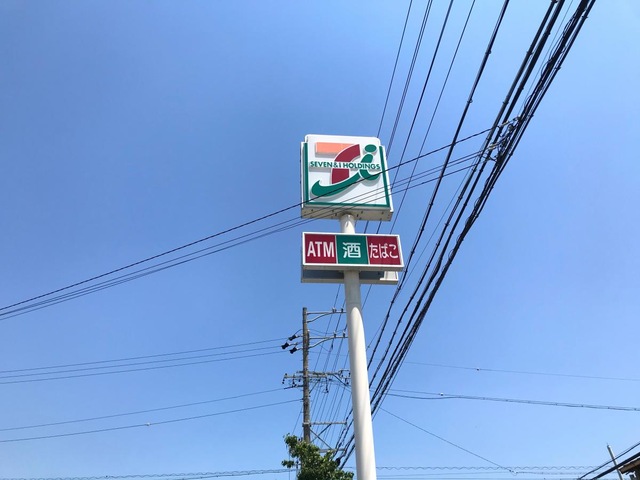 SEVEN&i HOLDINGS
ATM 酒 たばこ